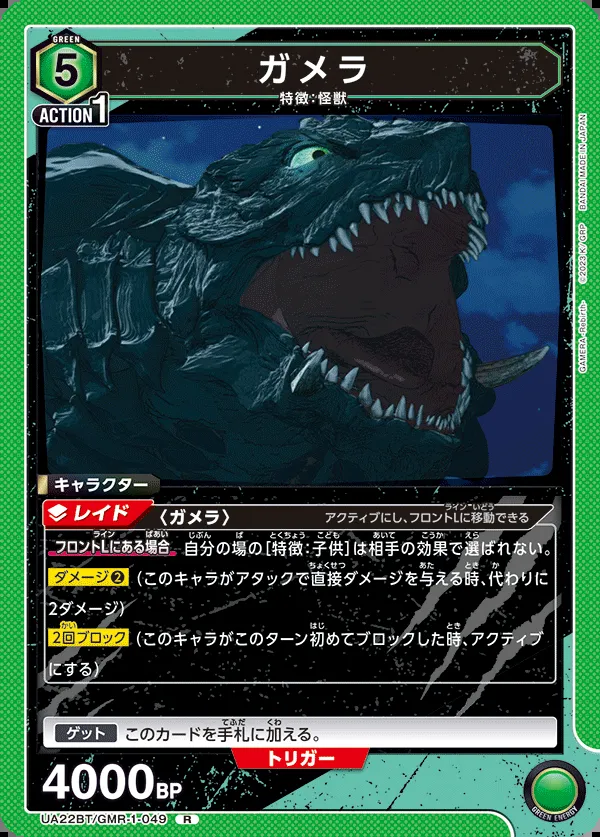 GREEN
5
ガメラ
特徴:怪獣
ACTION 1
GAMERA -Rebirth- ©2023 K/GRP BANDAI MADE IN JAPAN
キャラクター
レイド 〈ガメラ〉 アクティブにし、フロントLに移動できる
フロントLにある場合 自分の場の[特徴:子供]は相手の効果で選ばれない。
ダメージ❷ (このキャラがアタックで直接ダメージを与える時、代わりに
2ダメージ)
2回ブロック (このキャラがこのターン初めてブロックした時、アクティブ
にする)
ゲット このカードを手札に加える。
トリガー
4000BP
GREEN ENERGY
UA22BT/GMR-1-049 R